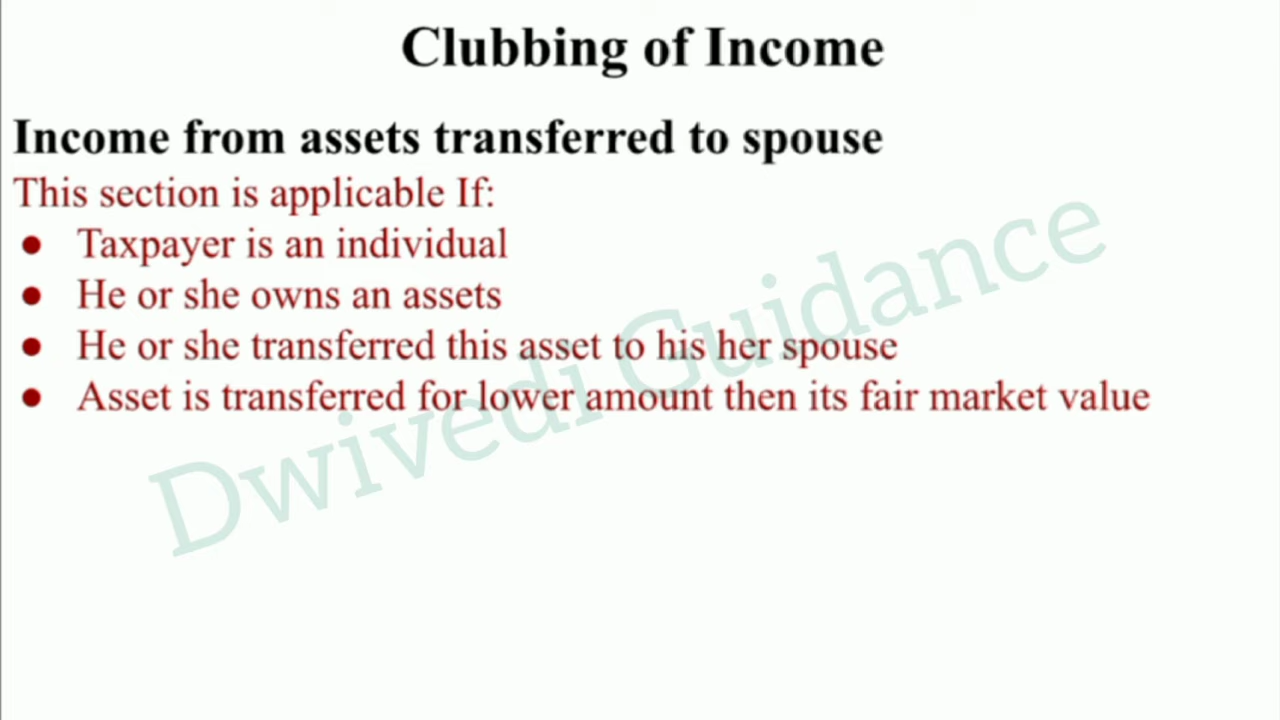 Clubbing of Income
Income from assets transferred to spouse
This section is applicable If:
● Taxpayer is an individual
● He or she owns an assets
● He or she transferred this asset to his her spouse
● Asset is transferred for lower amount then its fair market value
Dwivedi Guidance